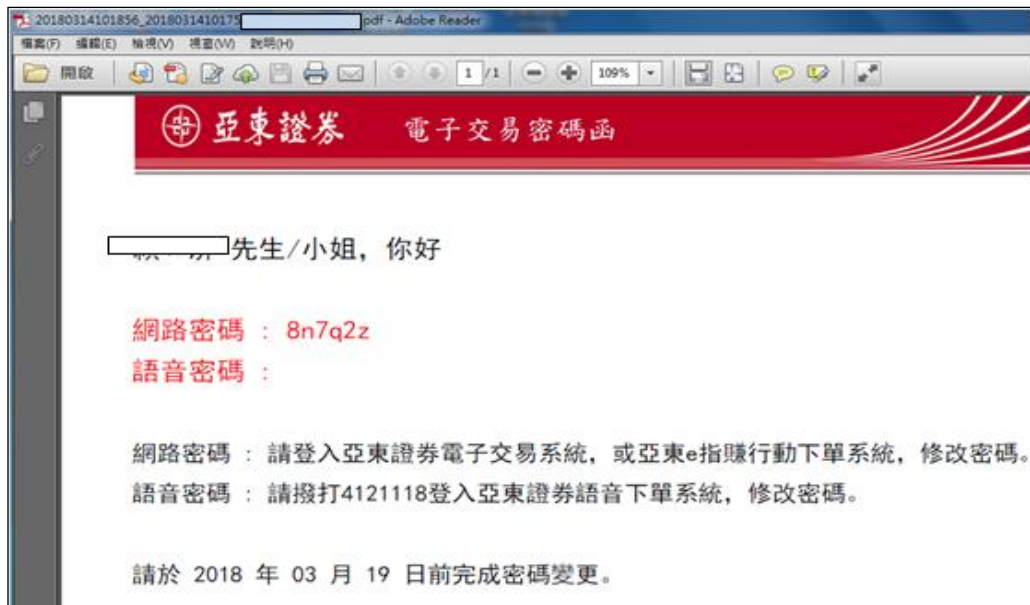 20180314101856_2018031410175
pdf - Adobe Reader
檔案(F) 編輯(E) 檢視(V) 視窗(W) 說明(H)
開啟 1 /1 109%
亞東證券 電子交易密碼函
先生/小姐，你好
網路密碼 : 8n7q2z
語音密碼 :
網路密碼 : 請登入亞東證券電子交易系統，或亞東e指賺行動下單系統，修改密碼。
語音密碼 : 請撥打4121118登入亞東證券語音下單系統，修改密碼。
請於 2018 年 03 月 19 日前完成密碼變更。